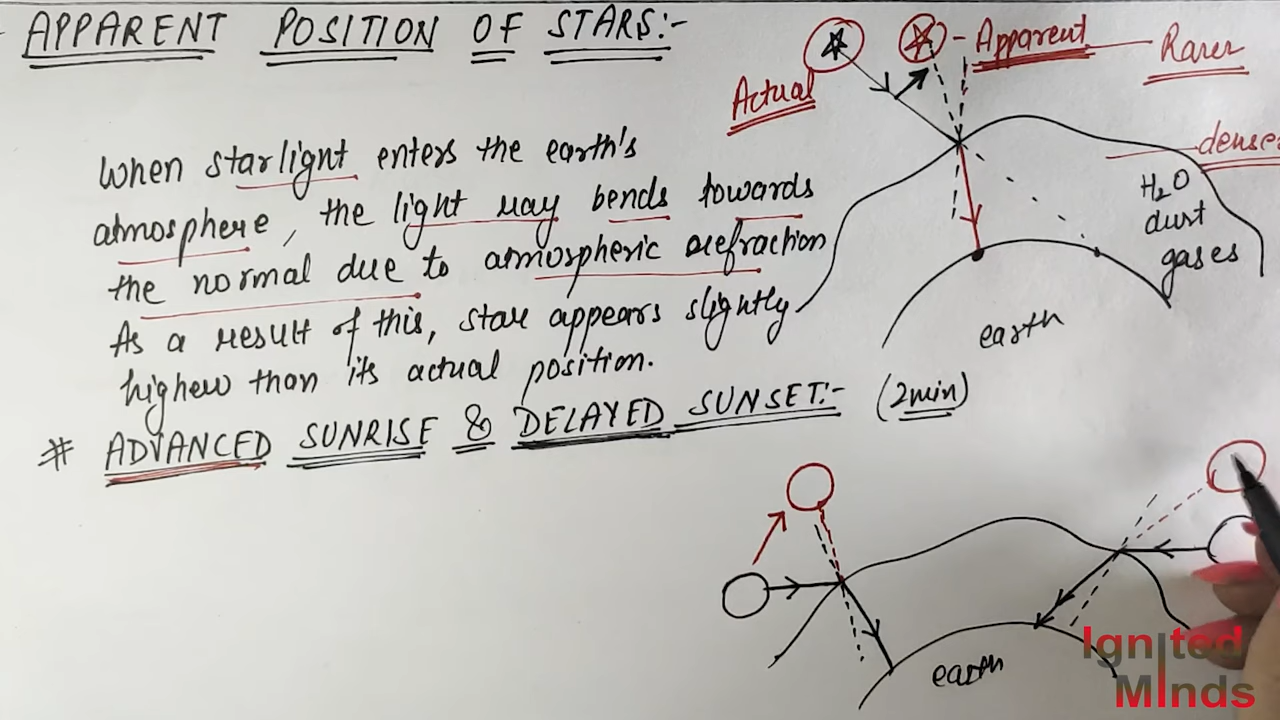 APPARENT POSITION OF STARS:-
Actual
- Apparent
Rarer
When starlight enters the earth's
atmosphere, the light ray bends towards
the normal due to atmospheric refraction
As a result of this, star appears slightly
higher than its actual position.
denser
H2O
dust
gases
earth
# ADVANCED SUNRISE & DELAYED SUNSET:- (2min)
earth
Ignited
Minds